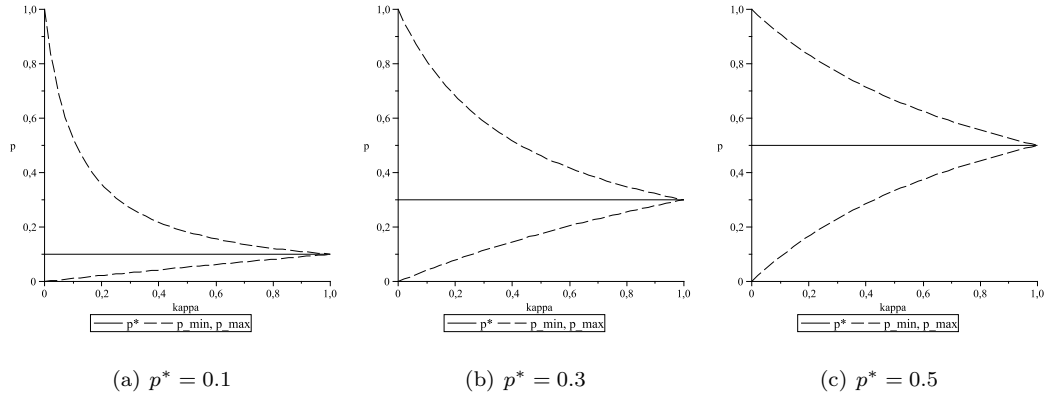 1,0
0,8
0,6
p
0,4
0,2
0
0 0,2 0,4 0,6 0,8 1,0
kappa
p* p_min, p_max
(a) p* = 0.1
1,0
0,8
0,6
p
0,4
0,2
0
0 0,2 0,4 0,6 0,8 1,0
kappa
p* p_min, p_max
(b) p* = 0.3
1,0
0,8
0,6
p
0,4
0,2
0
0 0,2 0,4 0,6 0,8 1,0
kappa
p* p_min, p_max
(c) p* = 0.5